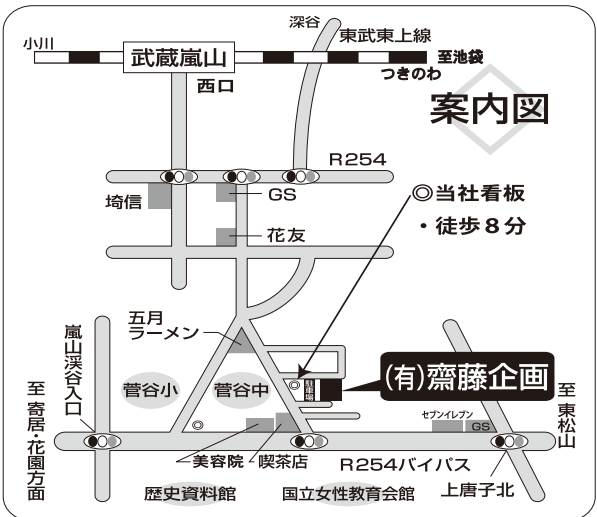 深谷
小川
武蔵嵐山
東武東上線
至池袋
つきのわ
西口
案内図
R254
埼信
GS
◎当社看板
・徒歩8分
花友
五月
ラーメン
嵐山渓谷入口
菅谷小
菅谷中
◎
駐車場
(有)齋藤企画
至 寄居・花園方面
至 東松山
◎
セブンイレブン
GS
美容院
喫茶店
R254バイパス
上唐子北
歴史資料館
国立女性教育会館